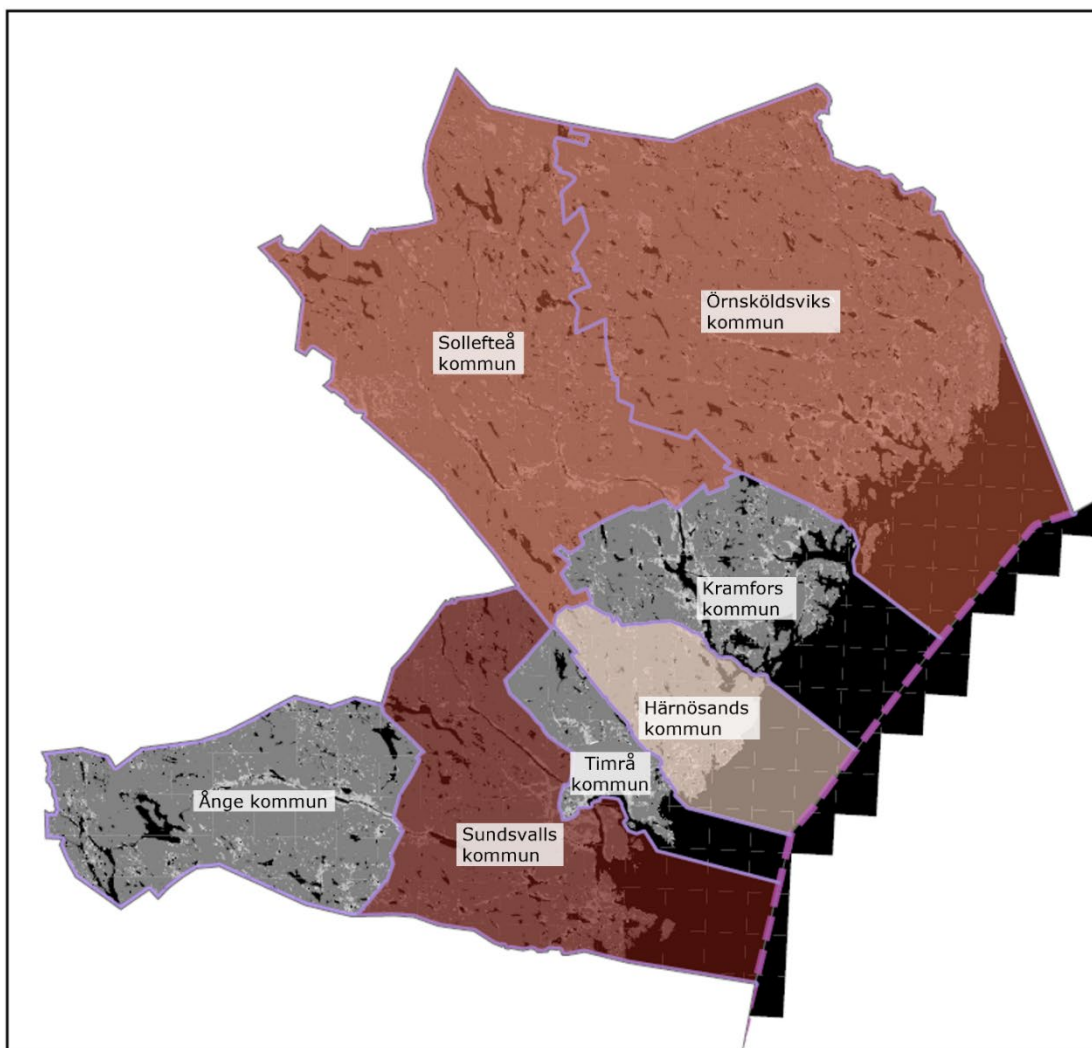 Örnsköldsviks
kommun
Sollefteå
kommun
Kramfors
kommun
Härnösands
kommun
Timrå
kommun
Ånge kommun
Sundsvalls
kommun